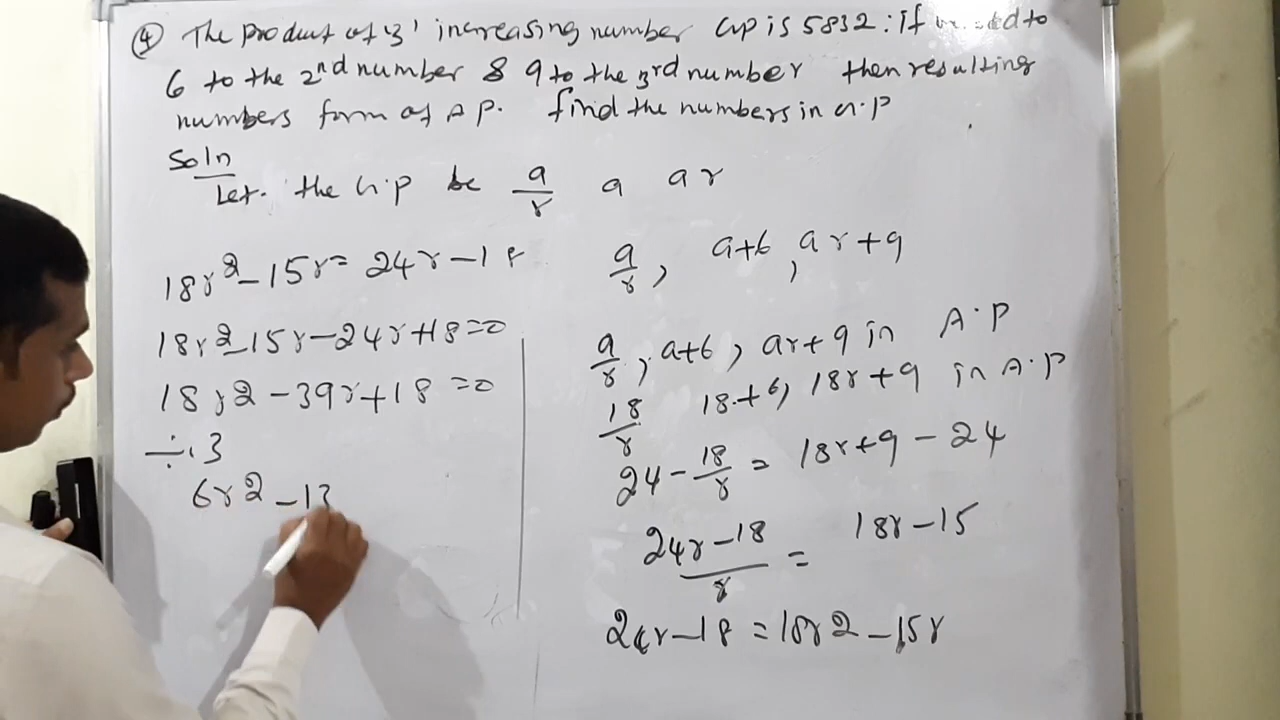 ④ The product of 3' increasing number GP is 5832: If to
6 to the 2nd number & 9 to the 3rd number then resulting
numbers form of AP. find the numbers in G.P
Soln
Let. the G.P be a/r a ar
18r2-15r= 24r-18
18r2-15r-24r+18=0
18r2-39r+18=0
÷3
6r2-13
a/r, a+6, ar+9
a/r, a+6, ar+9 in A.P
18/r 18+6, 18r+9 in A.P
24-18/r = 18r+9-24
24r-18/r = 18r-15
24r-18=18r2-15r